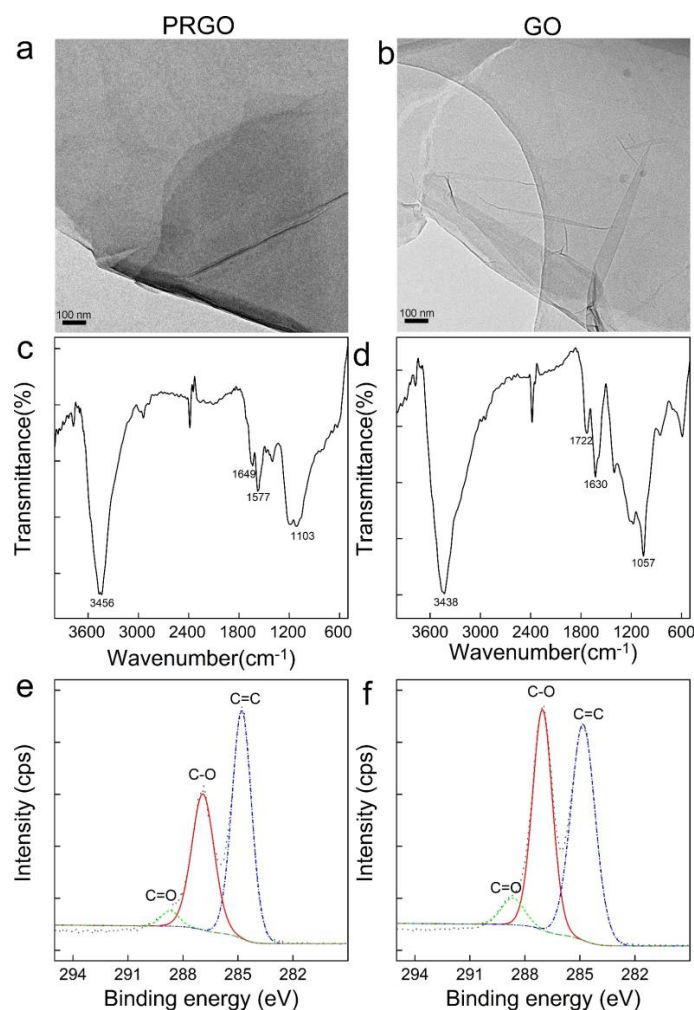 PRGO
GO
a
b
100 nm
100 nm
c
d
Transmittance(%)
Transmittance(%)
1649
1577
1103
3456
1722
1630
1057
3438
3600 3000 2400 1800 1200 600
3600 3000 2400 1800 1200 600
Wavenumber(cm⁻¹)
Wavenumber(cm⁻¹)
e
f
Intensity (cps)
Intensity (cps)
C=C
C-O
C=O
C-O
C=C
C=O
294 291 288 285 282
294 291 288 285 282
Binding energy (eV)
Binding energy (eV)